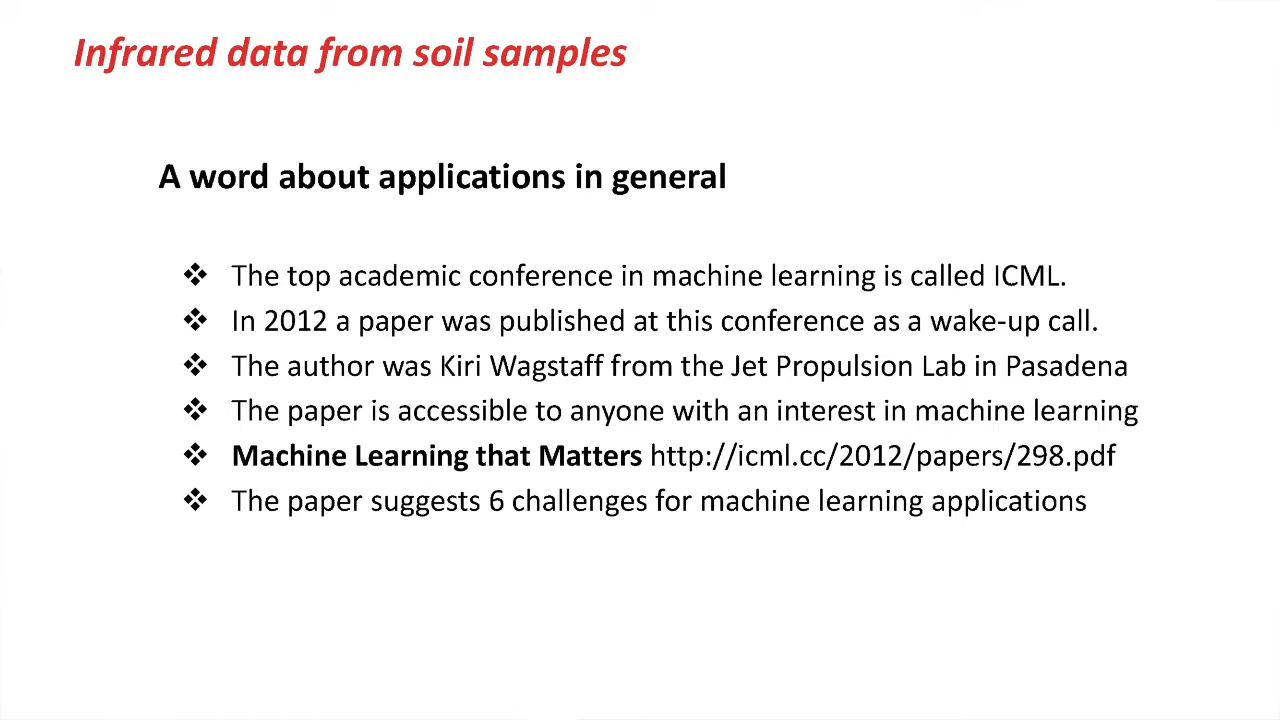 Infrared data from soil samples
A word about applications in general
❖ The top academic conference in machine learning is called ICML.
❖ In 2012 a paper was published at this conference as a wake-up call.
❖ The author was Kiri Wagstaff from the Jet Propulsion Lab in Pasadena
❖ The paper is accessible to anyone with an interest in machine learning
❖ Machine Learning that Matters http://icml.cc/2012/papers/298.pdf
❖ The paper suggests 6 challenges for machine learning applications